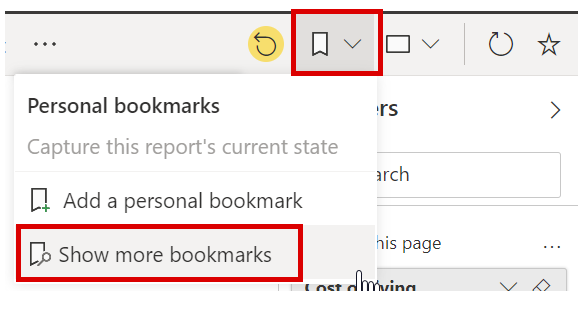 ...
Personal bookmarks
ers
Capture this report's current state
arch
Add a personal bookmark
his page
...
Show more bookmarks
Cost of ving